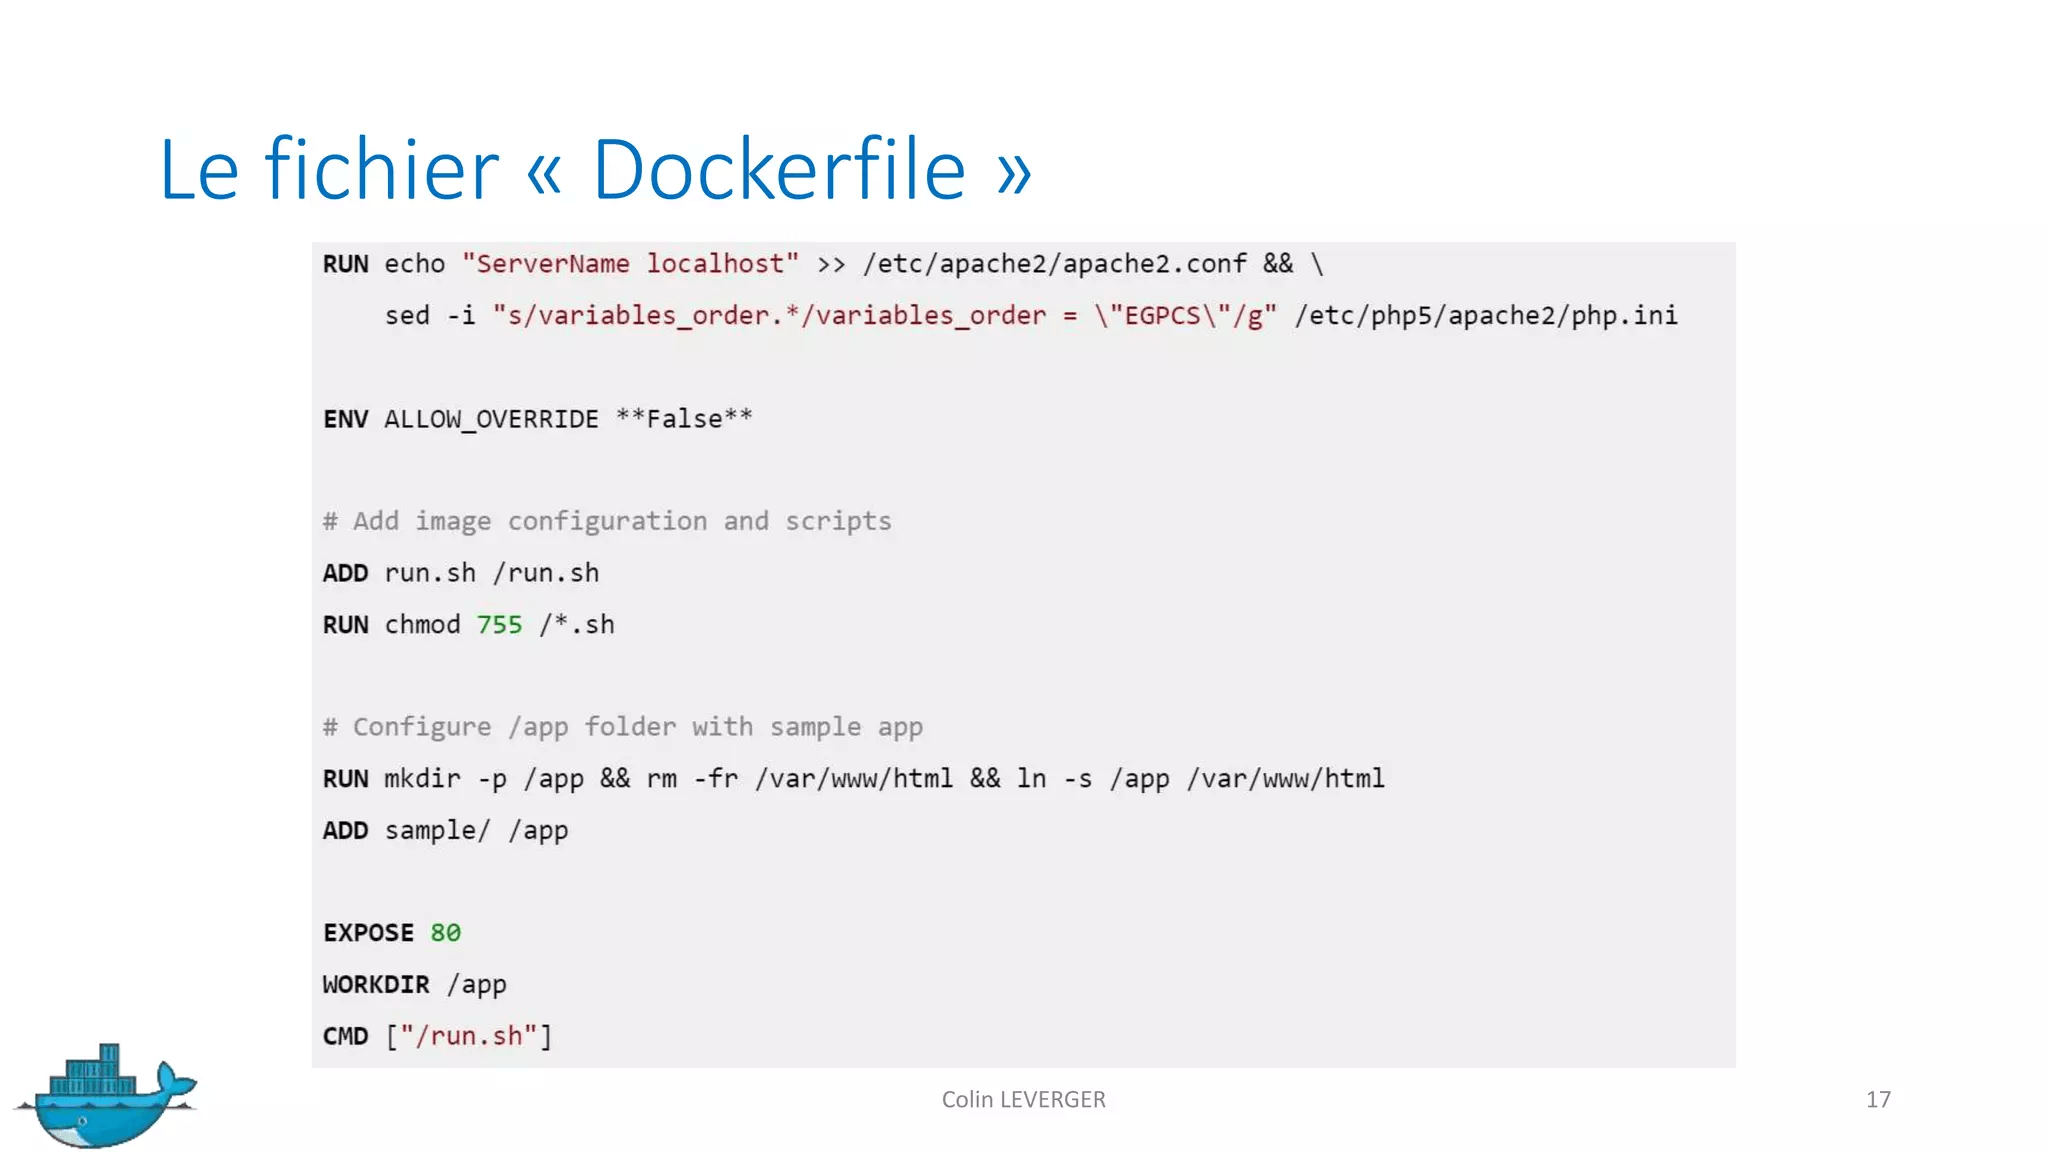 Le fichier « Dockerfile »
RUN echo "ServerName localhost" >> /etc/apache2/apache2.conf && \
sed -i "s/variables_order.*/variables_order = \"EGPCS\"/g" /etc/php5/apache2/php.ini
ENV ALLOW_OVERRIDE **False**
# Add image configuration and scripts
ADD run.sh /run.sh
RUN chmod 755 /*.sh
# Configure /app folder with sample app
RUN mkdir -p /app && rm -fr /var/www/html && ln -s /app /var/www/html
ADD sample/ /app
EXPOSE 80
WORKDIR /app
CMD ["/run.sh"]
Colin LEVERGER
17